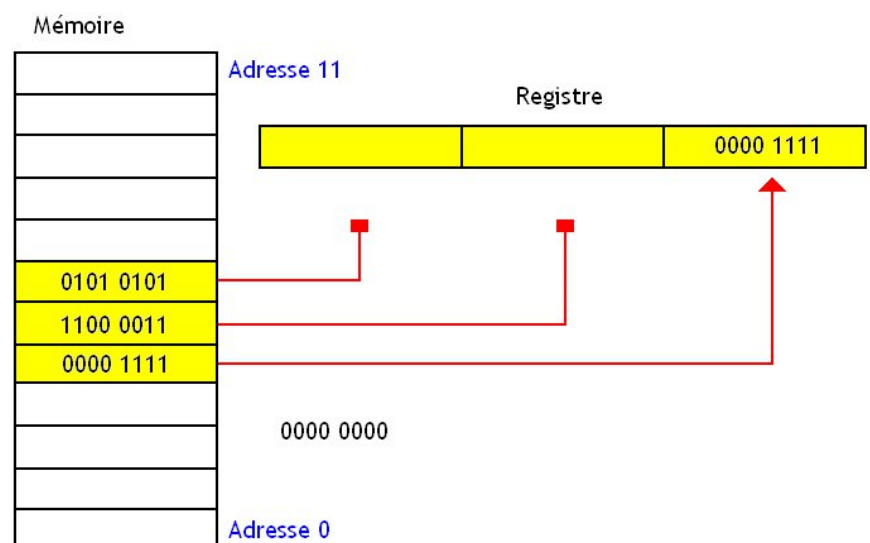 Mémoire
Adresse 11
Registre
0000 1111
0101 0101
1100 0011
0000 1111
0000 0000
Adresse 0